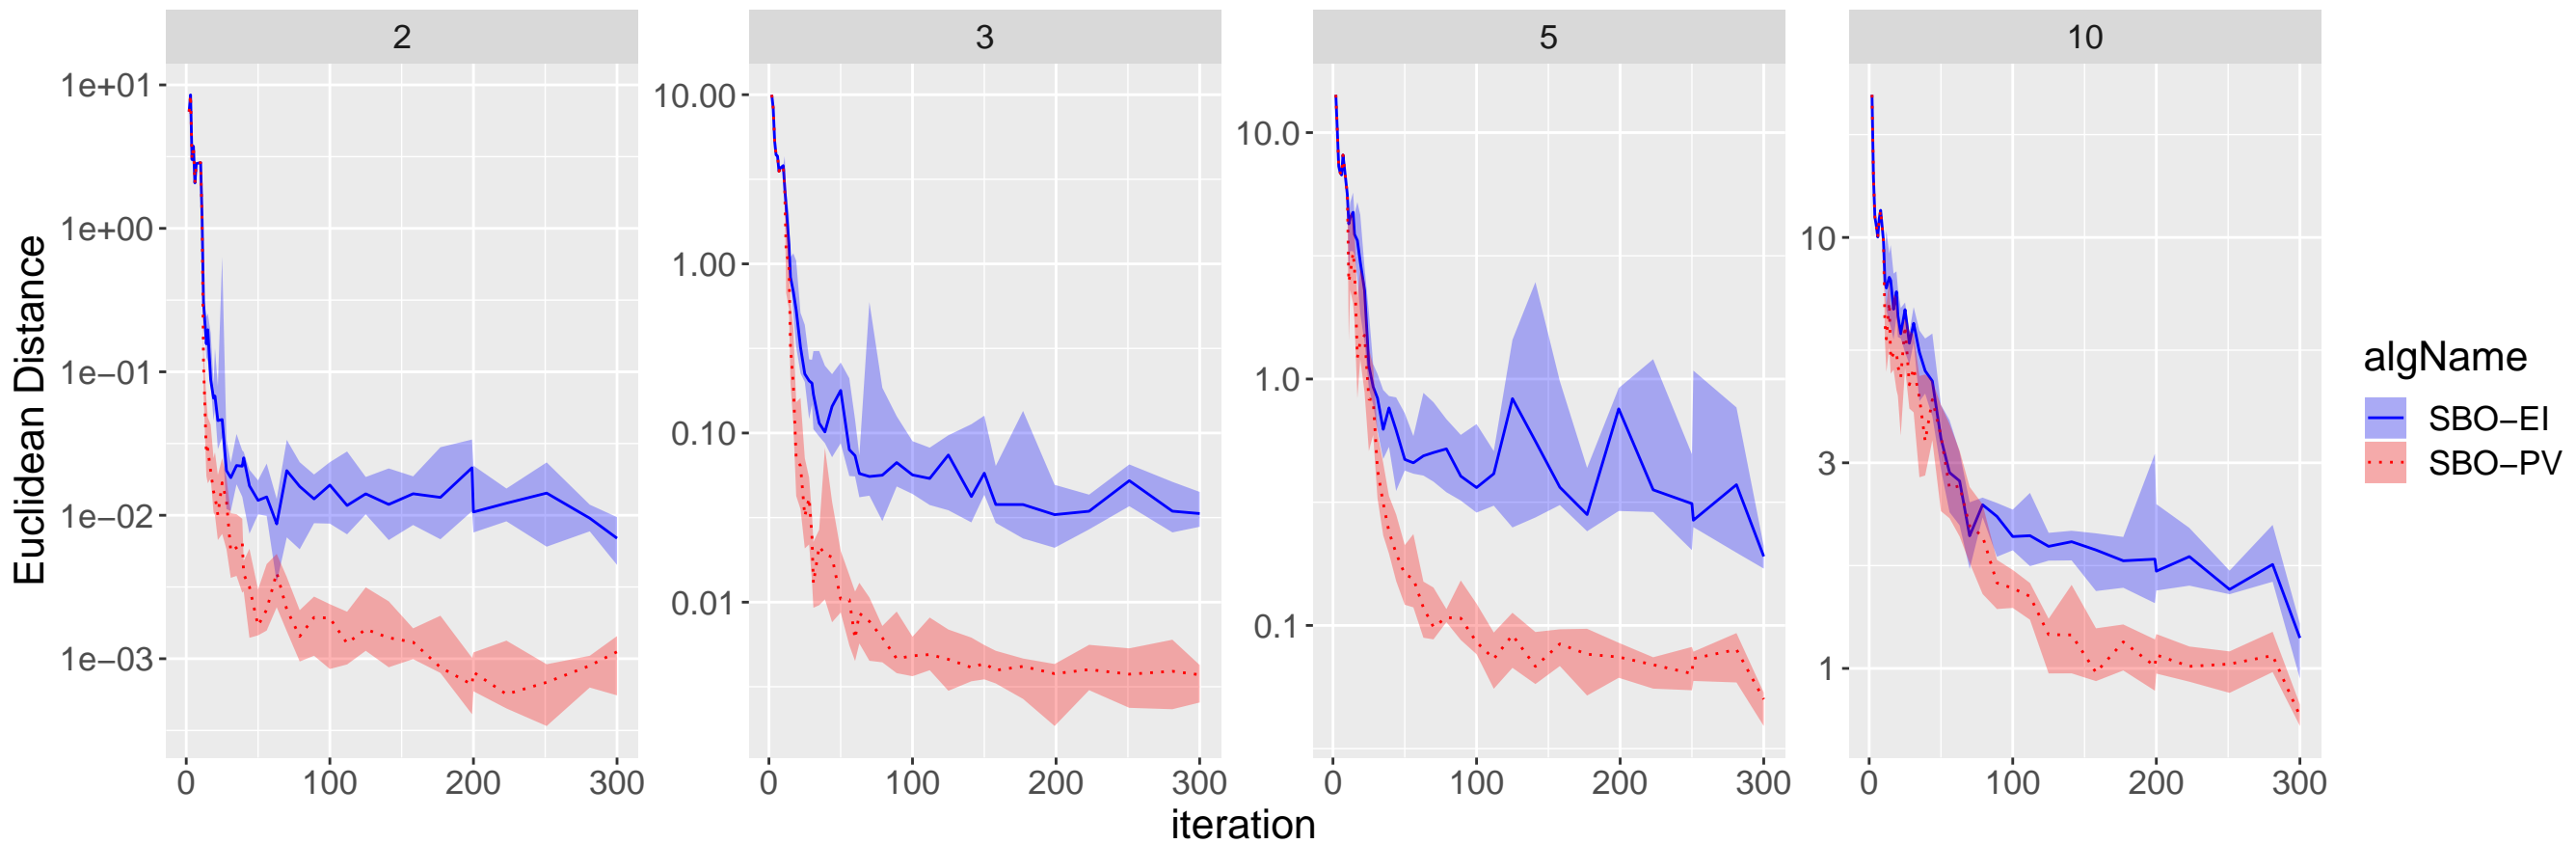 2 3 5 10
Euclidean Distance
1e+01
1e+00
1e−01
1e−02
1e−03
10.00
1.00
0.10
0.01
10.0
1.0
0.1
10
3
1
0 100 200 300
0 100 200 300
0 100 200 300
0 100 200 300
iteration
algName
SBO−EI
SBO−PV